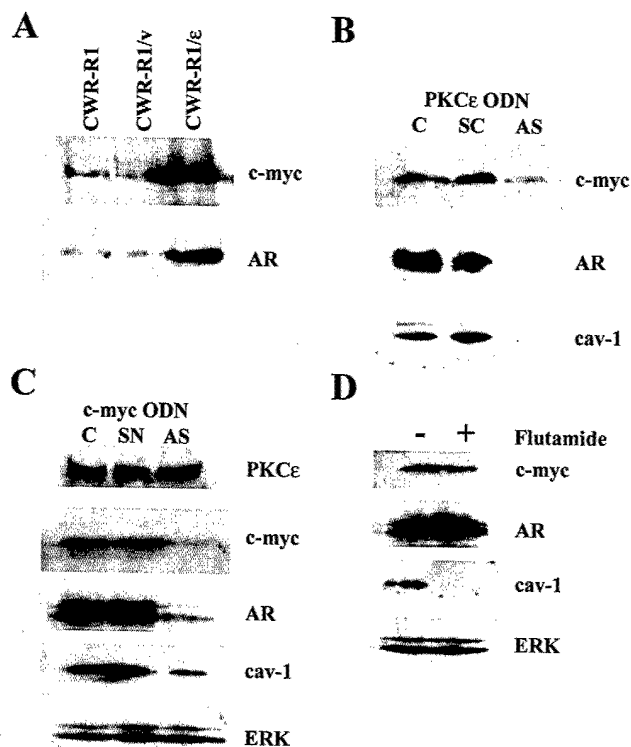 A
CWR-R1
CWR-R1/v
CWR-R1/ε
c-myc
AR
B
PKCε ODN
C SC AS
c-myc
AR
cav-1
C
c-myc ODN
C SN AS
PKCε
c-myc
AR
cav-1
ERK
D
- + Flutamide
c-myc
AR
cav-1
ERK